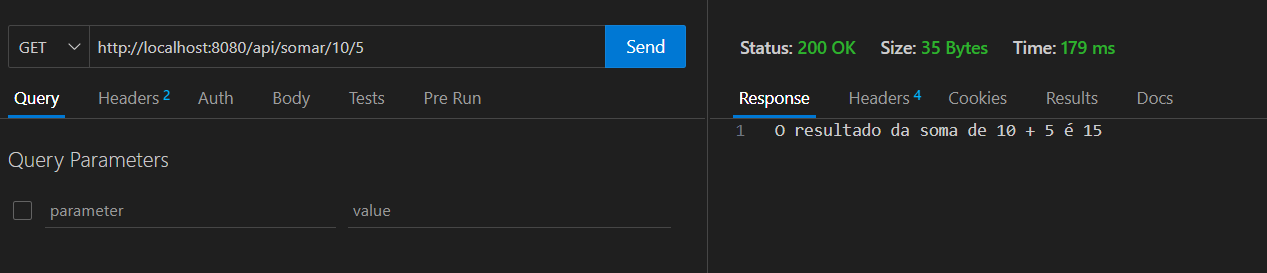 GET http://localhost:8080/api/somar/10/5 Send
Query Headers 2 Auth Body Tests Pre Run
Query Parameters
parameter value
Status: 200 OK Size: 35 Bytes Time: 179 ms
Response Headers 4 Cookies Results Docs
1 O resultado da soma de 10 + 5 é 15